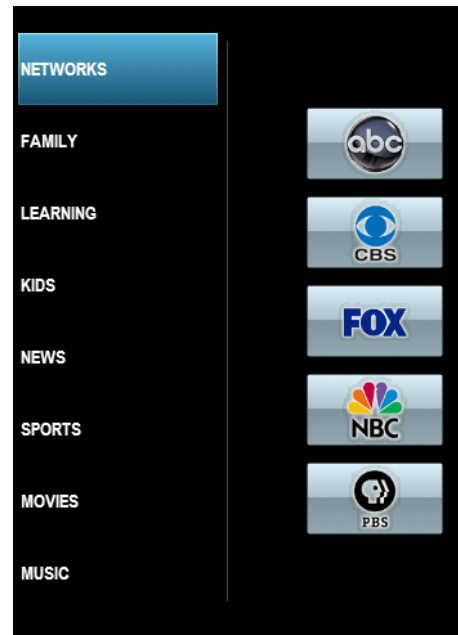 NETWORKS
FAMILY
LEARNING
KIDS
NEWS
SPORTS
MOVIES
MUSIC
abc
CBS
FOX
NBC
PBS